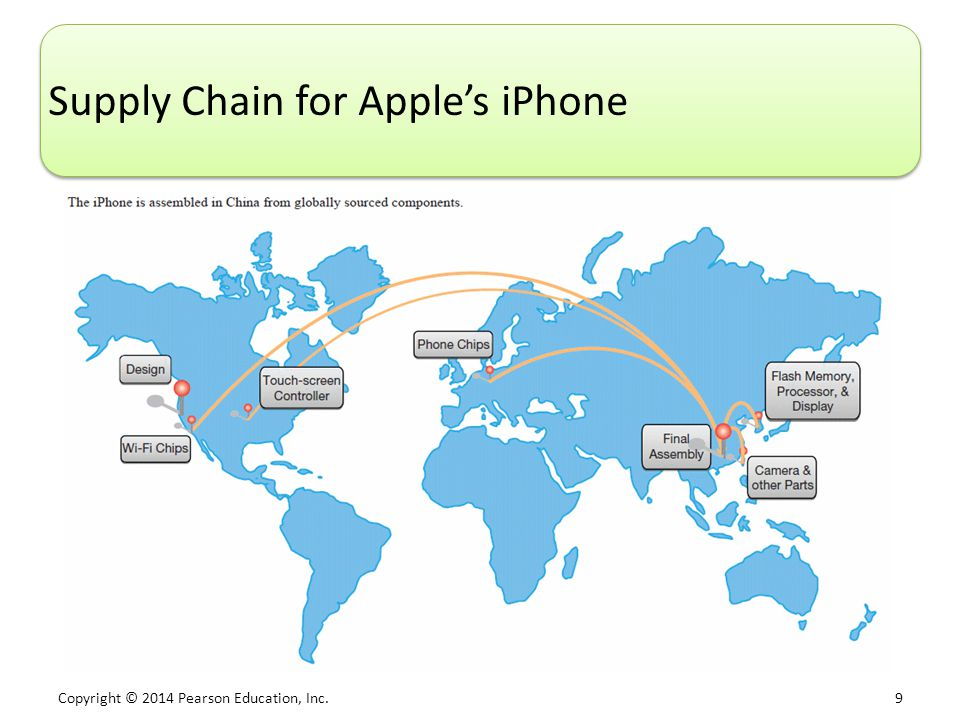 Supply Chain for Apple’s iPhone
The iPhone is assembled in China from globally sourced components.
Phone Chips
Design
Touch-screen
Controller
Flash Memory,
Processor, &
Display
Wi-Fi Chips
Final
Assembly
Camera &
other Parts
Copyright © 2014 Pearson Education, Inc.
9